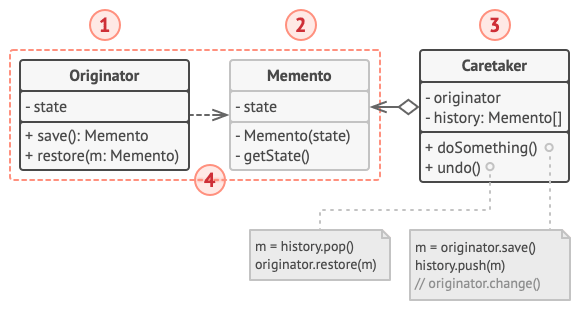 1
2
3
Originator
- state
+ save(): Memento
+ restore(m: Memento)
Memento
- state
- Memento(state)
- getState()
Caretaker
- originator
- history: Memento[]
+ doSomething()
+ undo()
4
m = history.pop()
originator.restore(m)
m = originator.save()
history.push(m)
// originator.change()